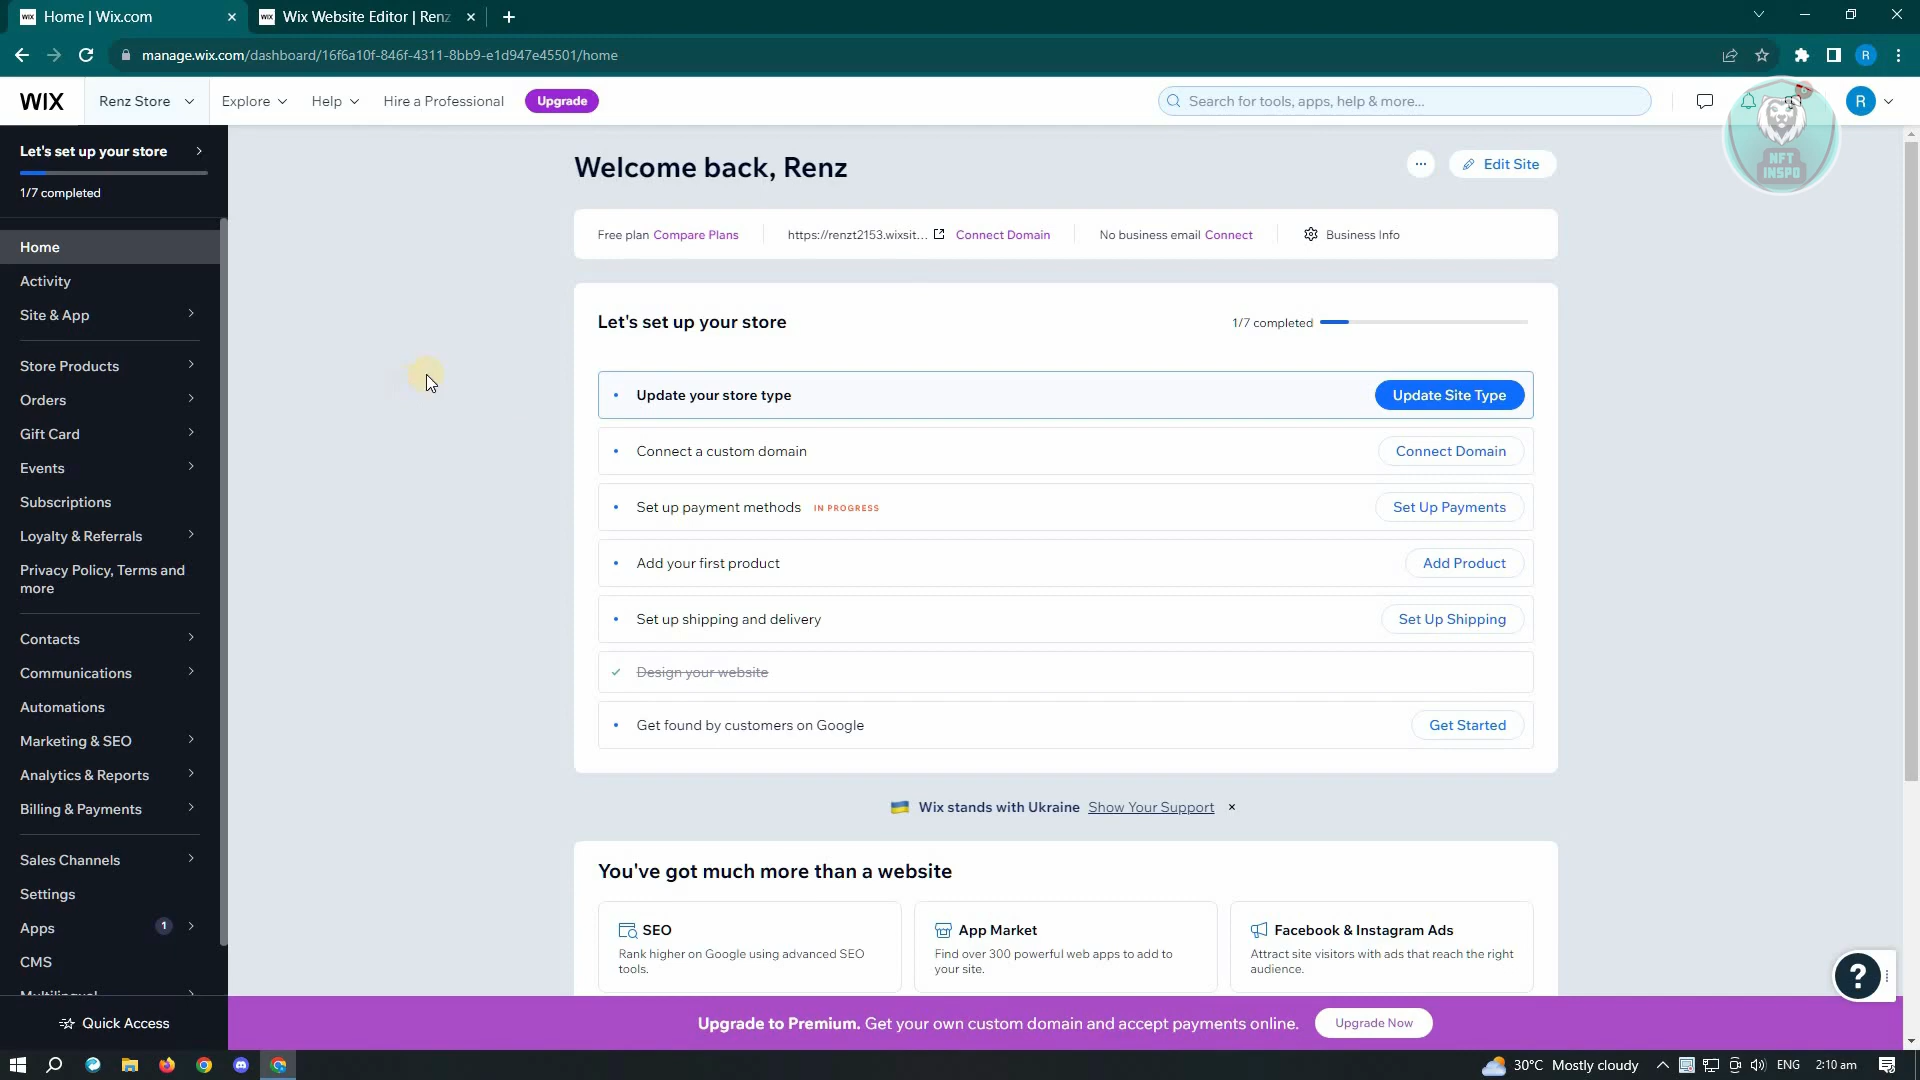 Home | Wix.com
Wix Website Editor | Renz
manage.wix.com/dashboard/16f6a10f-846f-4311-8bb9-e1d947e45501/home
WIX
Renz Store
Explore
Help
Hire a Professional
Upgrade
Search for tools, apps, help & more...
R
R
NFT
INSPO
Let's set up your store
1/7 completed
Home
Activity
Site & App
Store Products
Orders
Gift Card
Events
Subscriptions
Loyalty & Referrals
Privacy Policy, Terms and
more
Contacts
Communications
Automations
Marketing & SEO
Analytics & Reports
Billing & Payments
Sales Channels
Settings
Apps 1
CMS
Multilingual
Quick Access
Welcome back, Renz
Edit Site
Free plan Compare Plans
https://renzt2153.wixsit... Connect Domain
No business email Connect
Business Info
Let's set up your store
1/7 completed
Update your store type
Update Site Type
Connect a custom domain
Connect Domain
Set up payment methods IN PROGRESS
Set Up Payments
Add your first product
Add Product
Set up shipping and delivery
Set Up Shipping
Design your website
Get found by customers on Google
Get Started
Wix stands with Ukraine Show Your Support
You've got much more than a website
SEO
Rank higher on Google using advanced SEO
tools.
App Market
Find over 300 powerful web apps to add to
your site.
Facebook & Instagram Ads
Attract site visitors with ads that reach the right
audience.
Upgrade to Premium. Get your own custom domain and accept payments online.
Upgrade Now
30°C Mostly cloudy
ENG
2:10 am